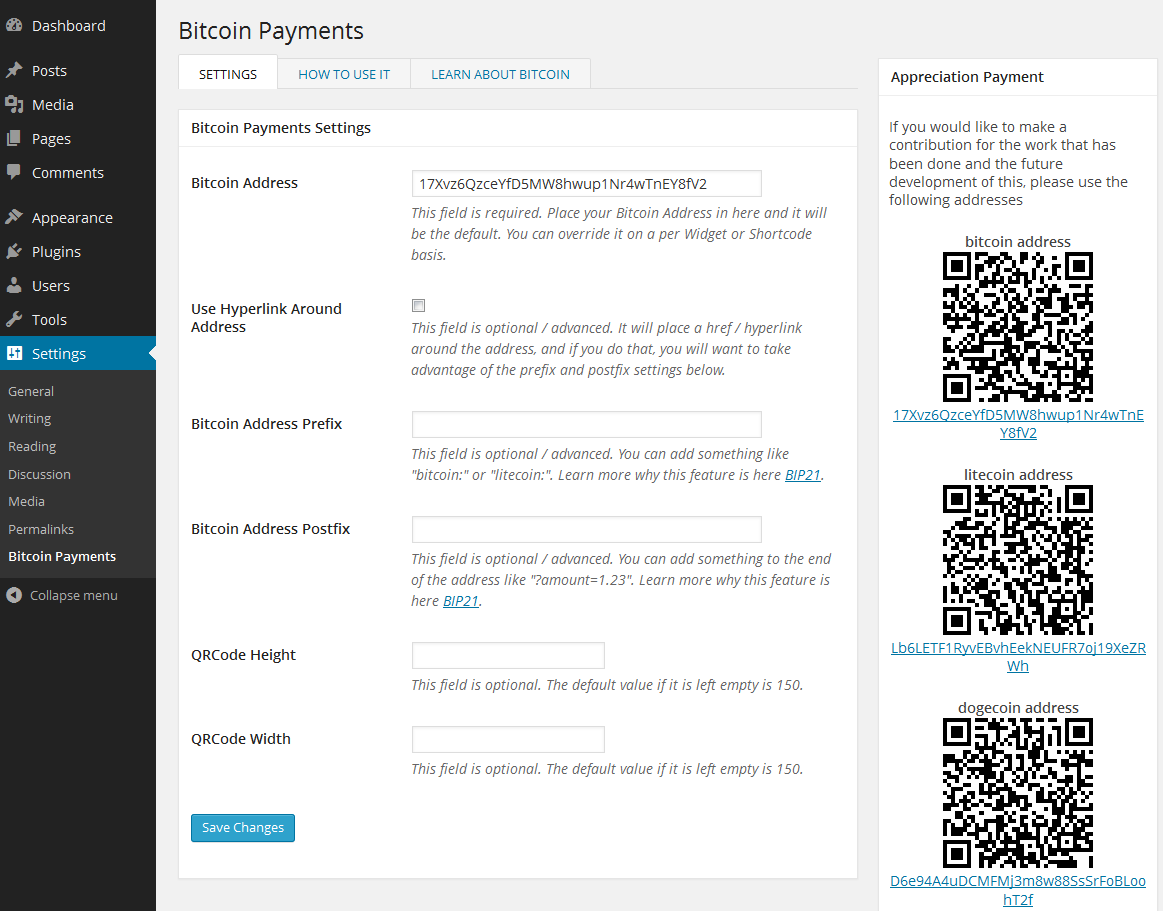 Dashboard
Posts
Media
Pages
Comments
Appearance
Plugins
Users
Tools
Settings
General
Writing
Reading
Discussion
Media
Permalinks
Bitcoin Payments
Collapse menu
Bitcoin Payments
SETTINGS
HOW TO USE IT
LEARN ABOUT BITCOIN
Bitcoin Payments Settings
Bitcoin Address
17Xvz6QzceYfD5MW8hwup1Nr4wTnEY8fV2
This field is required. Place your Bitcoin Address in here and it will
be the default. You can override it on a per Widget or Shortcode
basis.
Use Hyperlink Around
Address
This field is optional / advanced. It will place a href / hyperlink
around the address, and if you do that, you will want to take
advantage of the prefix and postfix settings below.
Bitcoin Address Prefix
This field is optional / advanced. You can add something like
"bitcoin:" or "litecoin:". Learn more why this feature is here BIP21.
Bitcoin Address Postfix
This field is optional / advanced. You can add something to the end
of the address like "?amount=1.23". Learn more why this feature is
here BIP21.
QRCode Height
This field is optional. The default value if it is left empty is 150.
QRCode Width
This field is optional. The default value if it is left empty is 150.
Save Changes
Appreciation Payment
If you would like to make a
contribution for the work that has
been done and the future
development of this, please use the
following addresses
bitcoin address
17Xvz6QzceYfD5MW8hwup1Nr4wTnE
Y8fV2
litecoin address
Lb6LETF1RyvEBvhEekNEUFR7oj19XeZR
Wh
dogecoin address
D6e94A4uDCMFMj3m8w88SsSrFoBLoo
hT2f